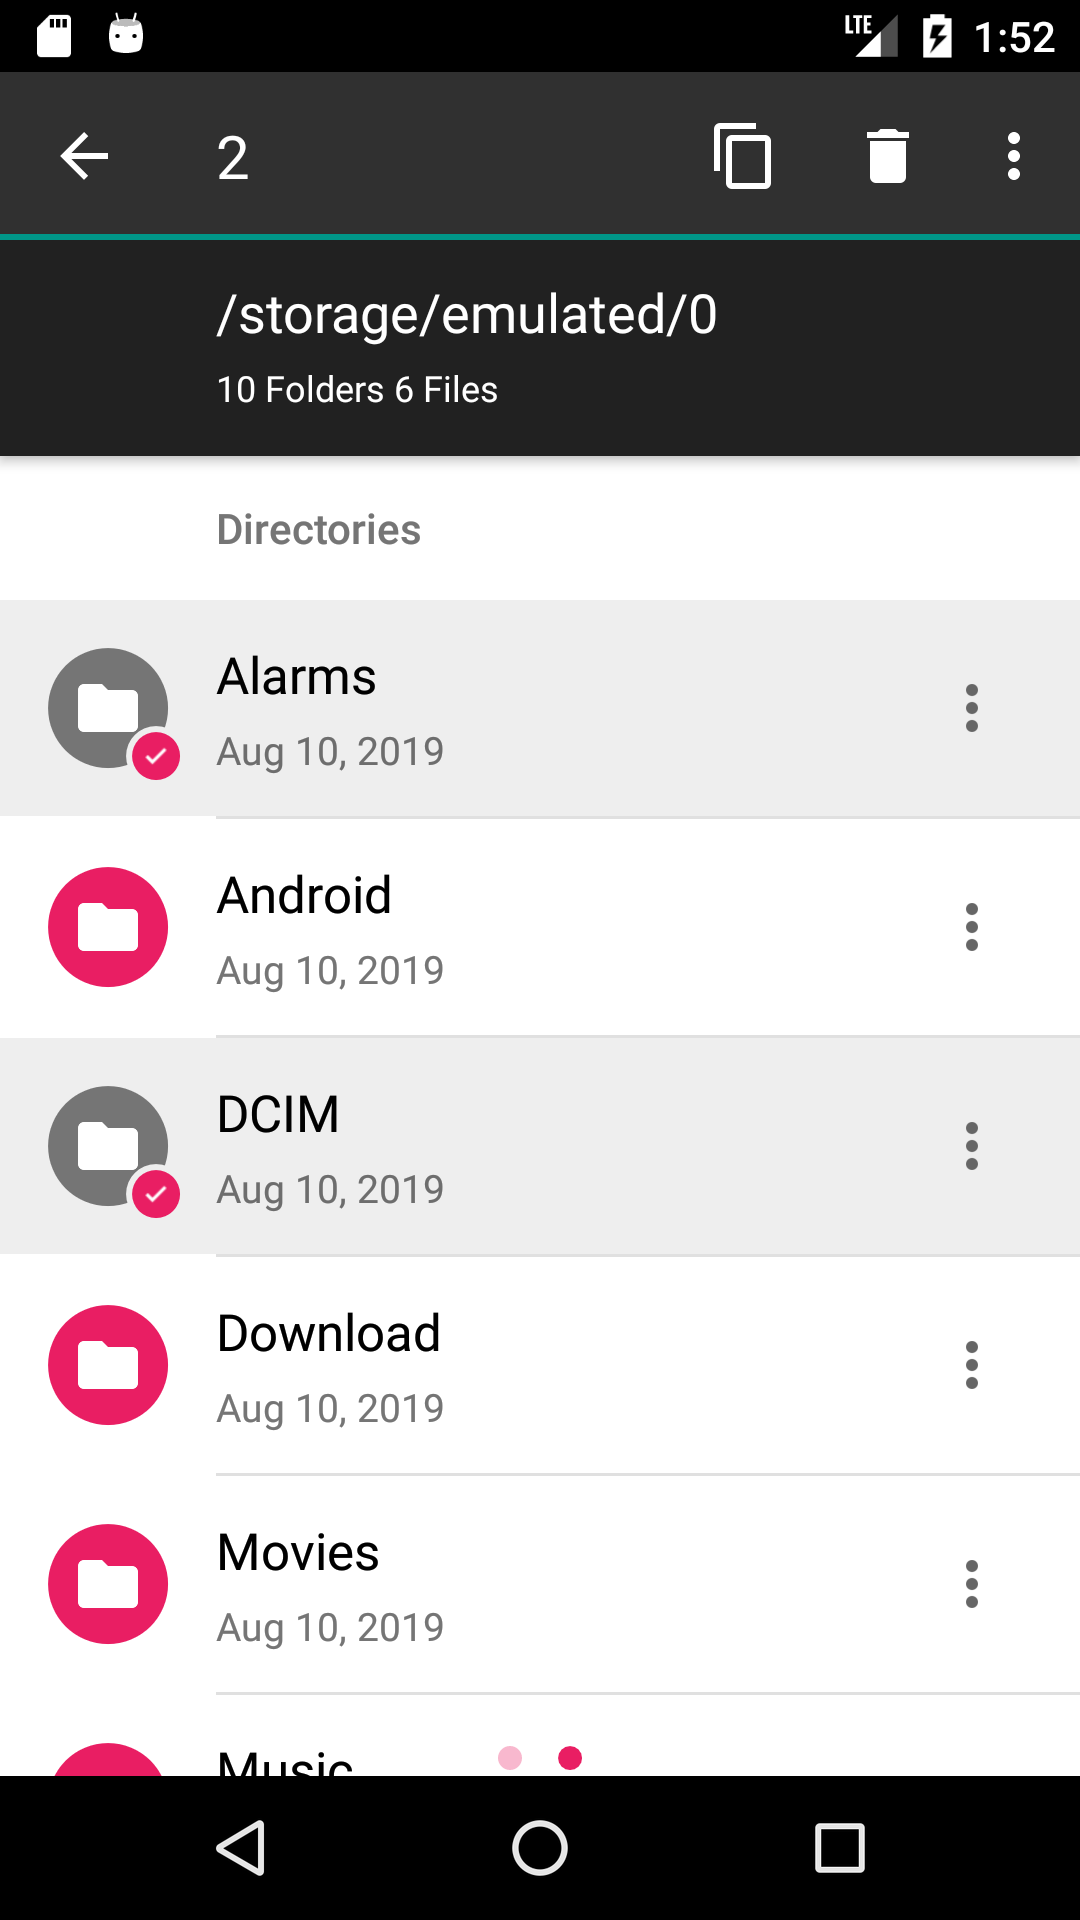 LTE 1:52
2
/storage/emulated/0
10 Folders 6 Files
Directories
Alarms
Aug 10, 2019
Android
Aug 10, 2019
DCIM
Aug 10, 2019
Download
Aug 10, 2019
Movies
Aug 10, 2019
Music